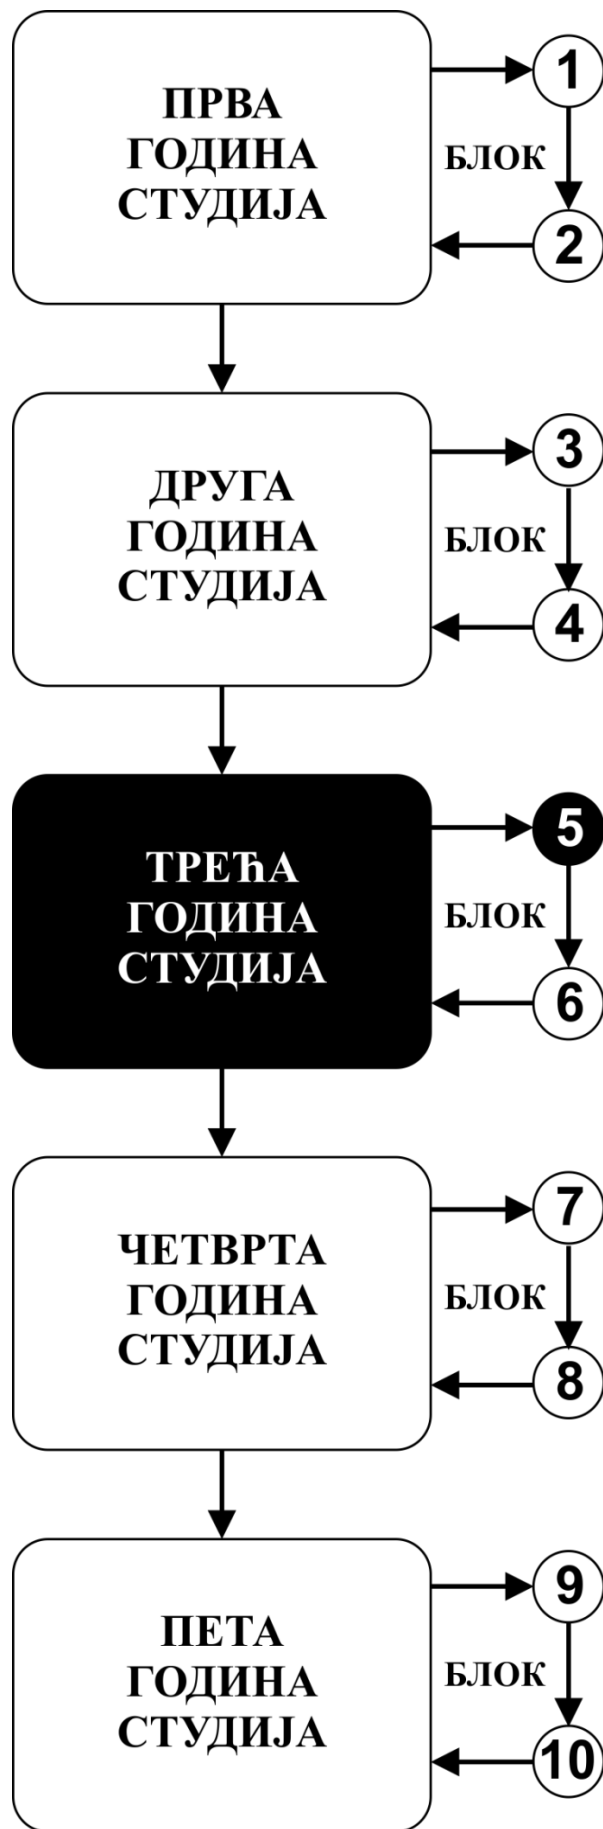 ПРВА
ГОДИНА
СТУДИЈА
1
БЛОК
2
ДРУГА
ГОДИНА
СТУДИЈА
3
БЛОК
4
ТРЕЋА
ГОДИНА
СТУДИЈА
5
БЛОК
6
ЧЕТВРТА
ГОДИНА
СТУДИЈА
7
БЛОК
8
ПЕТА
ГОДИНА
СТУДИЈА
9
БЛОК
10